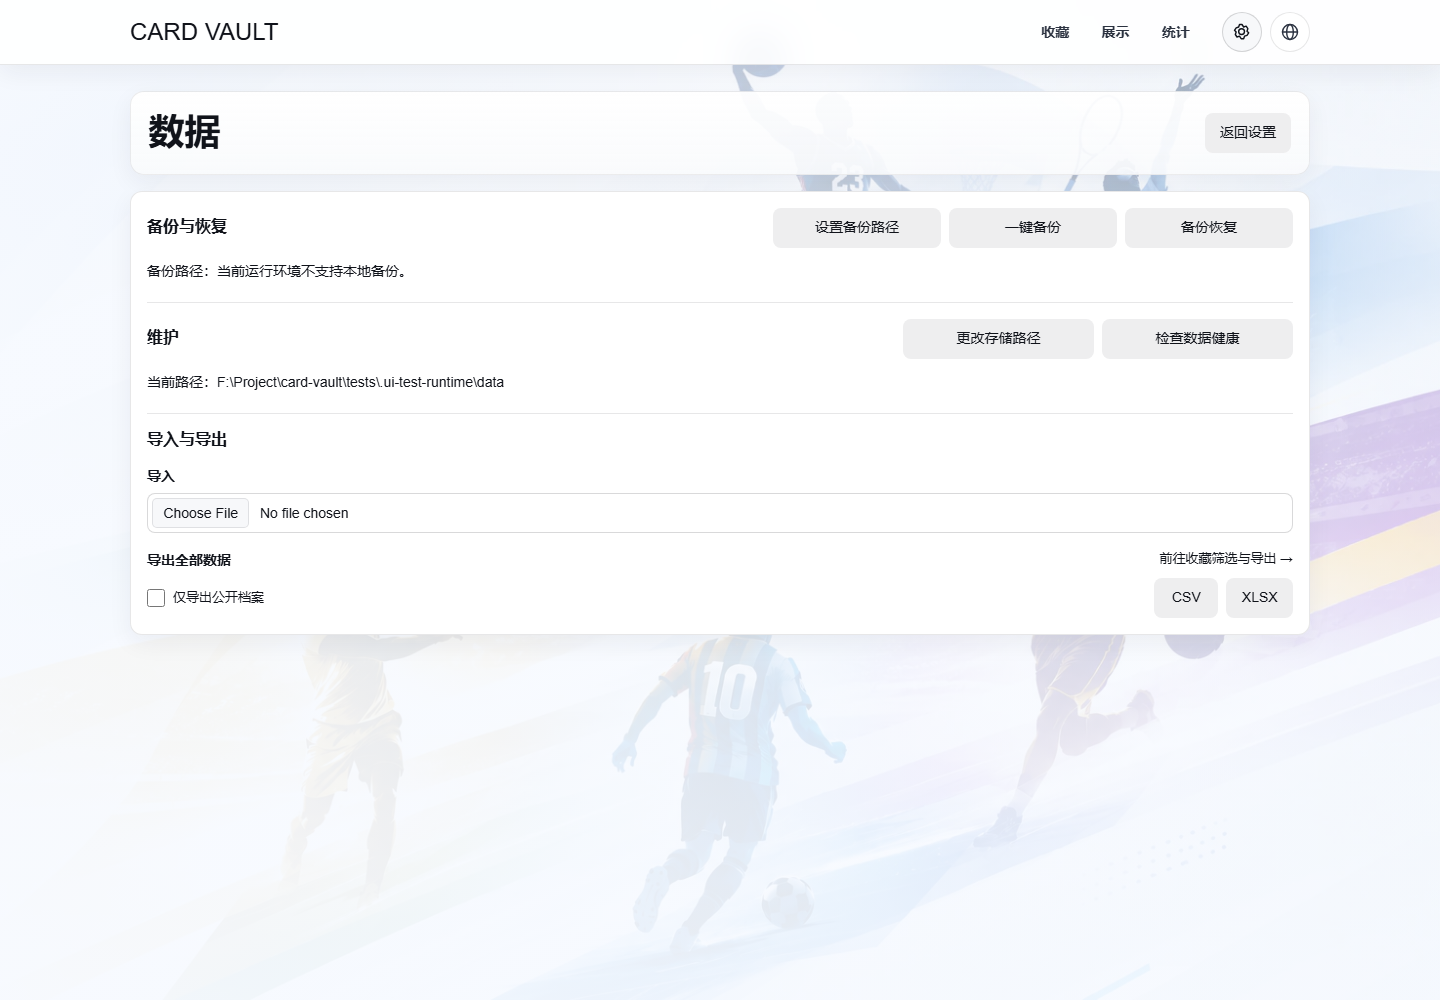 CARD VAULT
收藏 展示 统计
数据
返回设置
备份与恢复
设置备份路径 一键备份 备份恢复
备份路径：当前运行环境不支持本地备份。
维护
更改存储路径 检查数据健康
当前路径：F:\Project\card-vault\tests\.ui-test-runtime\data
导入与导出
导入
Choose File No file chosen
导出全部数据
前往收藏筛选与导出 →
仅导出公开档案
CSV XLSX
23
10